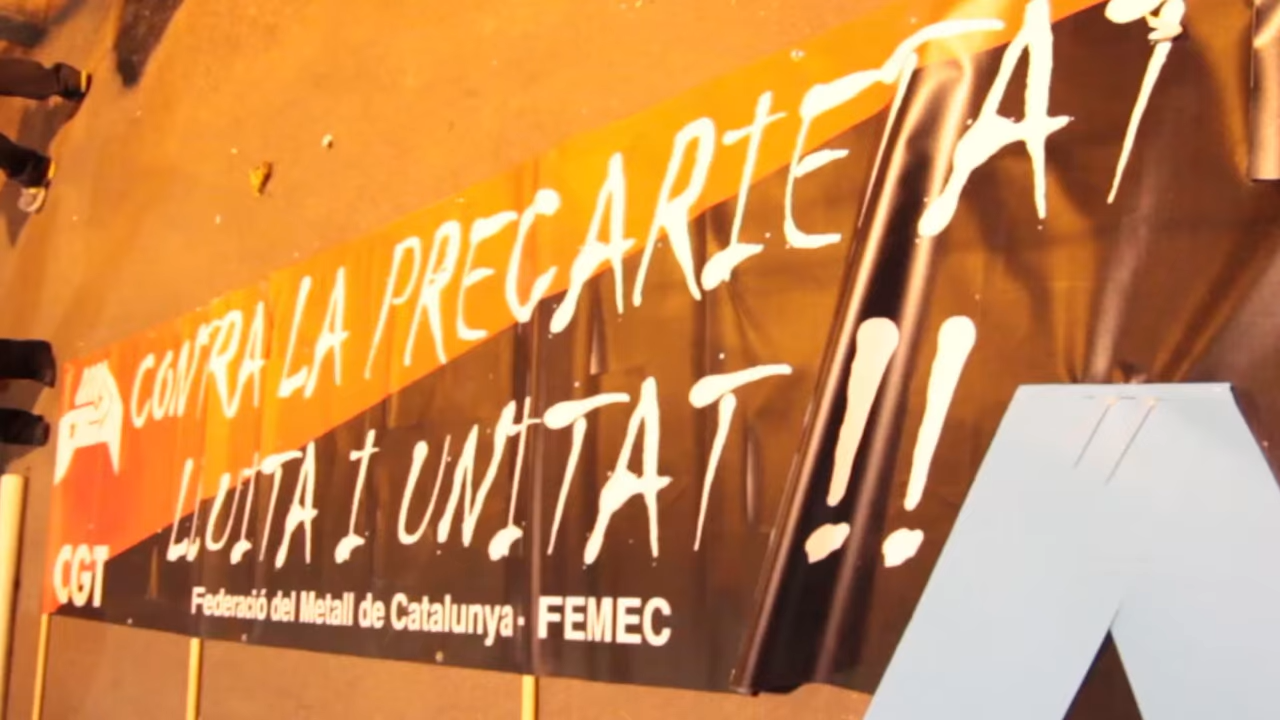 CONTRA LA PRECARIETAT
LLUITA I UNITAT !!
CGT
Federació del Metall de Catalunya · FEMEC